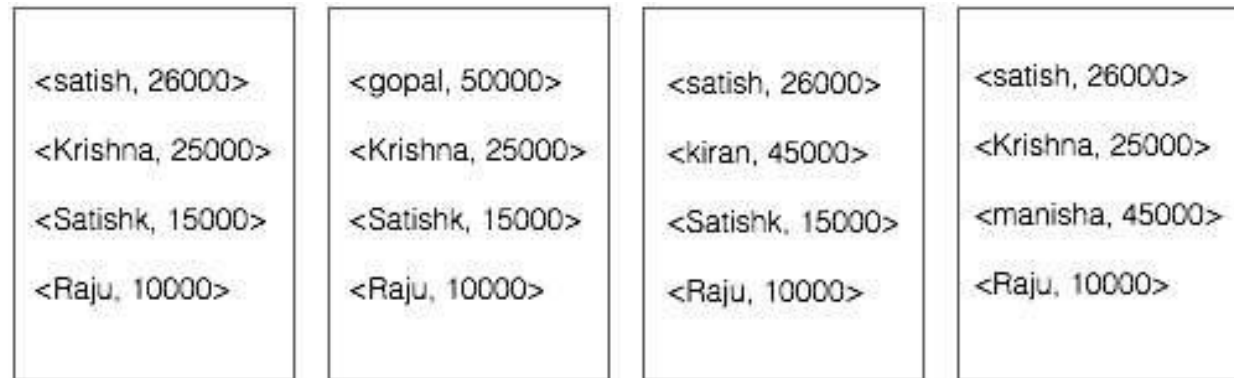 <satish, 26000>
<Krishna, 25000>
<Satishk, 15000>
<Raju, 10000>
<gopal, 50000>
<Krishna, 25000>
<Satishk, 15000>
<Raju, 10000>
<satish, 26000>
<kiran, 45000>
<Satishk, 15000>
<Raju, 10000>
<satish, 26000>
<Krishna, 25000>
<manisha, 45000>
<Raju, 10000>